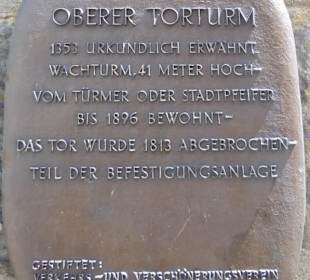 OBERER TORTURM
1353 URKUNDLICH ERWÄHNT
WACHTURM, 41 METER HOCH-
VOM TÜRMER ODER STADTPFEIFER
BIS 1896 BEWOHNT-
DAS TOR WURDE 1813 ABGEBROCHEN-
TEIL DER BEFESTIGUNGSANLAGE
GESTIFTET:
VERKEHRS-UND VERSCHÖNERUNGSVEREIN